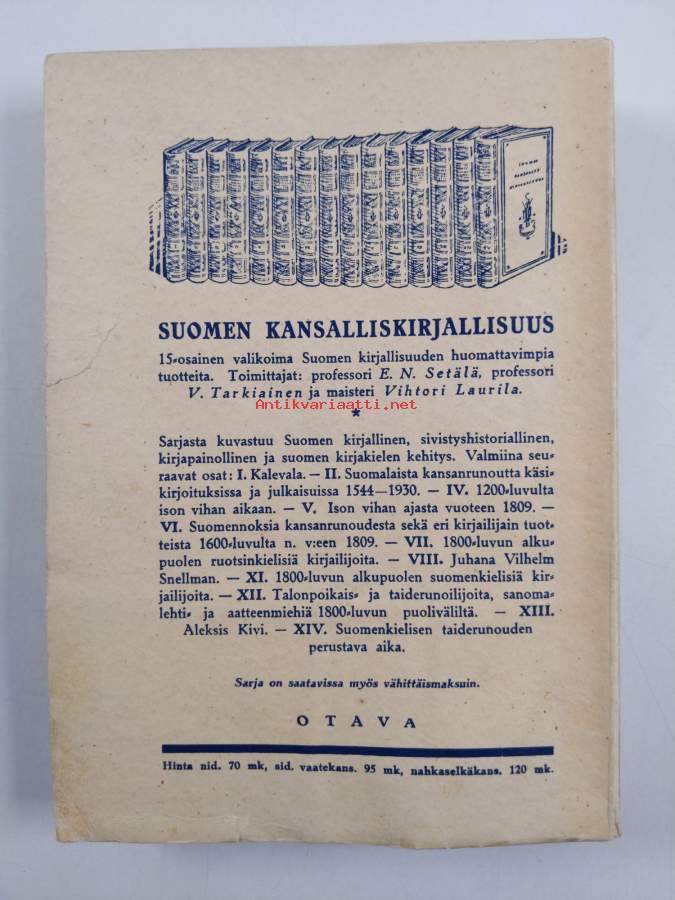 SUOMEN KANSALLISKIRJALLISUUS
15-osainen valikoima Suomen kirjallisuuden huomattavimpia
tuotteita. Toimittajat: professori E. N. Setälä, professori
V. Tarkiainen ja maisteri Vihtori Laurila.
Antikvariaatti.net
*
Sarjasta kuvastuu Suomen kirjallinen, sivistyshistoriallinen,
kirjapainollinen ja suomen kirjakielen kehitys. Valmiina seu-
raavat osat: I. Kalevala. — II. Suomalaista kansanrunoutta käsi-
kirjoituksissa ja julkaisuissa 1544—1930. — IV. 1200-luvulta
ison vihan aikaan. — V. Ison vihan ajasta vuoteen 1809. —
VI. Suomennoksia kansanrunoudesta sekä eri kirjailijain tuot-
teista 1600-luvulta n. v:een 1809. — VII. 1800-luvun alku-
puolen ruotsinkielisiä kirjailijoita. — VIII. Juhana Vilhelm
Snellman. — XI. 1800-luvun alkupuolen suomenkielisiä kir-
jailijoita. — XII. Talonpoikais- ja taiderunoilijoita, sanoma-
lehti- ja aatteenmiehiä 1800-luvun puoliväliltä. — XIII.
Aleksis Kivi. — XIV. Suomenkielisen taiderunouden
perustava aika.
Sarja on saatavissa myös vähittäismaksuin.
OTAVA
Hinta nid. 70 mk, sid. vaatekans. 95 mk, nahkaselkäkans. 120 mk.